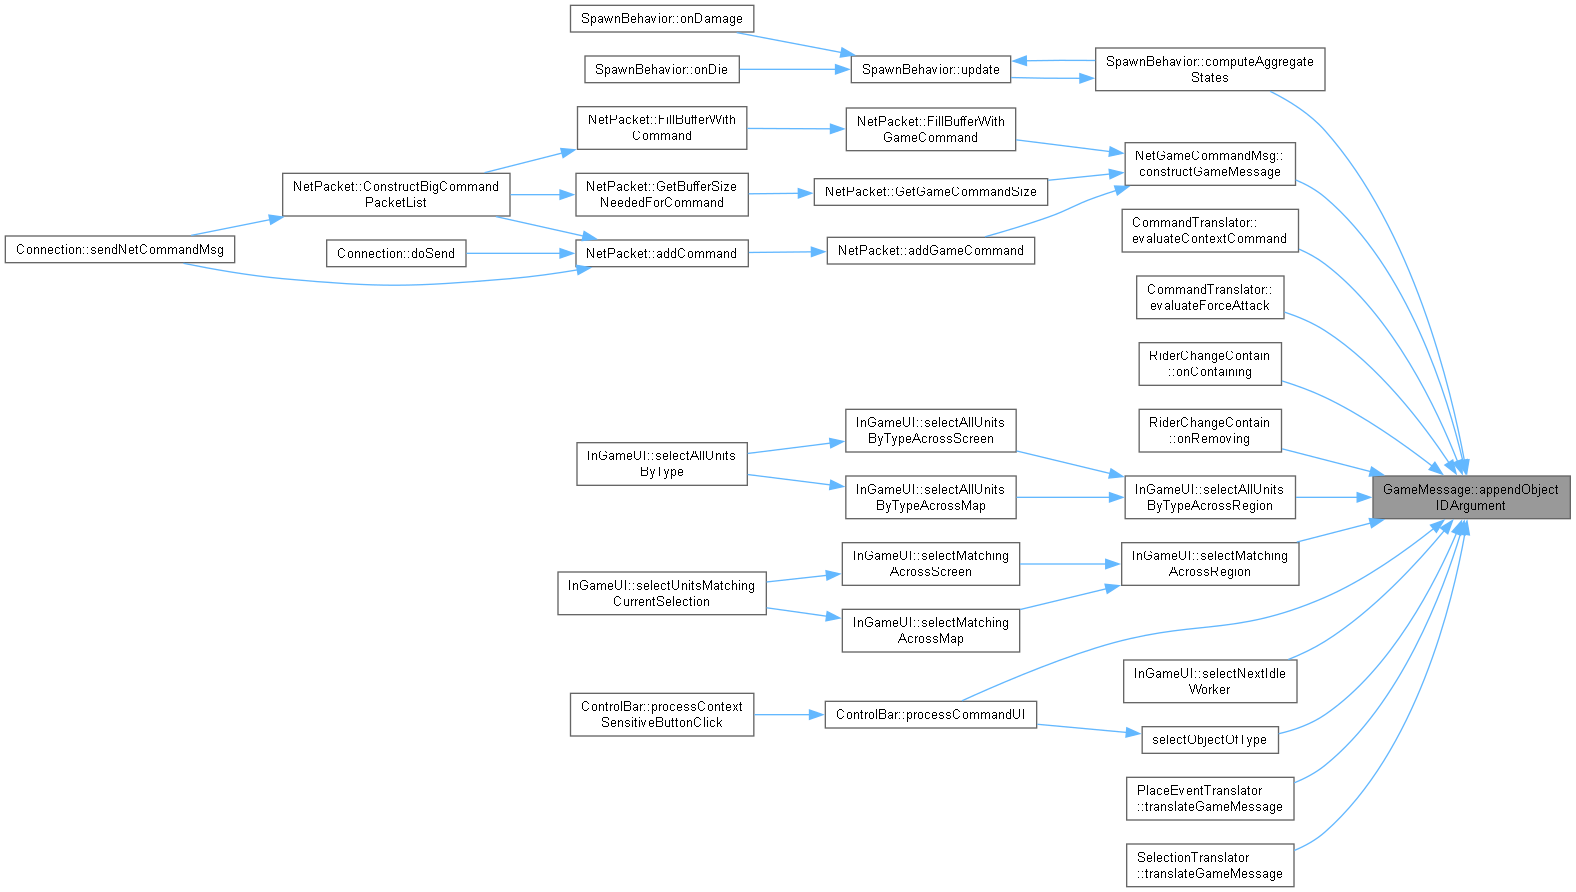 SpawnBehavior::onDamage
SpawnBehavior::onDie
SpawnBehavior::update
SpawnBehavior::computeAggregate
States
NetPacket::FillBufferWith
Command
NetPacket::FillBufferWith
GameCommand
NetGameCommandMsg::
constructGameMessage
NetPacket::ConstructBigCommand
PacketList
NetPacket::GetBufferSize
NeededForCommand
NetPacket::GetGameCommandSize
Connection::sendNetCommandMsg
Connection::doSend
NetPacket::addCommand
NetPacket::addGameCommand
CommandTranslator::
evaluateContextCommand
CommandTranslator::
evaluateForceAttack
RiderChangeContain
::onContaining
RiderChangeContain
::onRemoving
InGameUI::selectAllUnits
ByType
InGameUI::selectAllUnits
ByTypeAcrossScreen
InGameUI::selectAllUnits
ByTypeAcrossMap
InGameUI::selectAllUnits
ByTypeAcrossRegion
GameMessage::appendObject
IDArgument
InGameUI::selectUnitsMatching
CurrentSelection
InGameUI::selectMatching
AcrossScreen
InGameUI::selectMatching
AcrossMap
InGameUI::selectMatching
AcrossRegion
InGameUI::selectNextIdle
Worker
ControlBar::processContext
SensitiveButtonClick
ControlBar::processCommandUI
selectObjectOfType
PlaceEventTranslator
::translateGameMessage
SelectionTranslator
::translateGameMessage